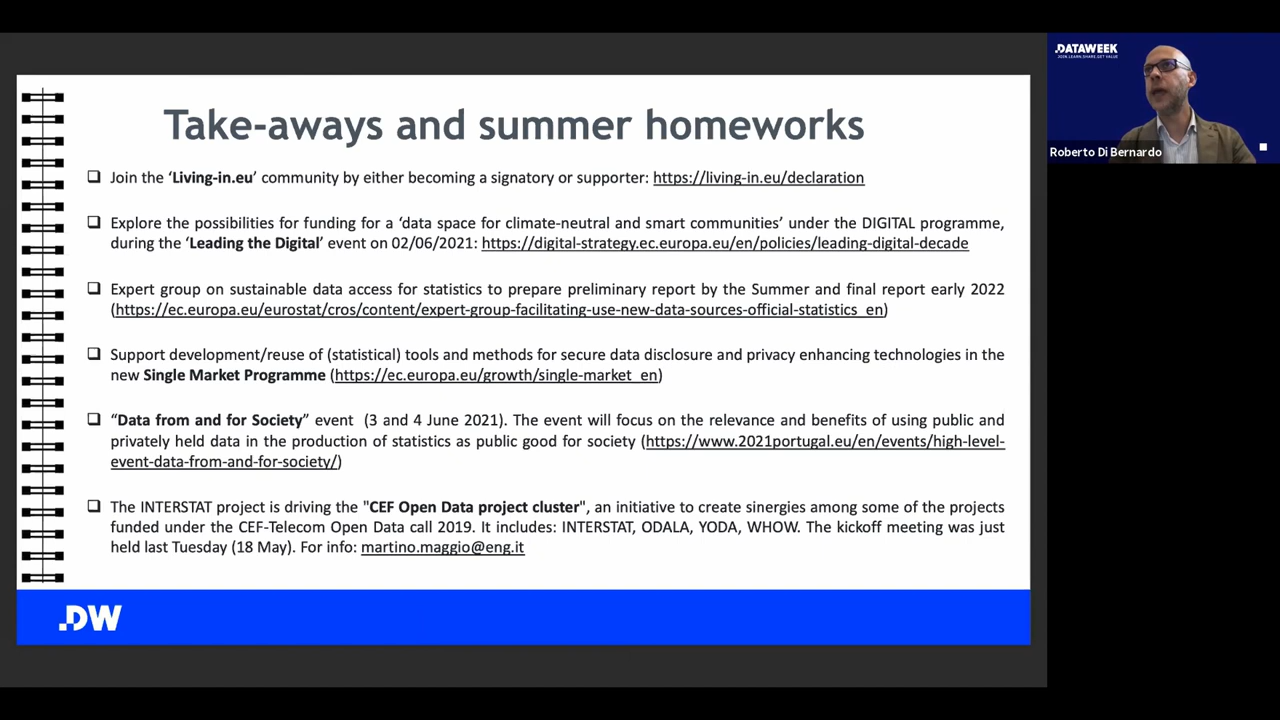 Take-aways and summer homeworks
Join the ‘Living-in.eu’ community by either becoming a signatory or supporter: https://living-in.eu/declaration
Explore the possibilities for funding for a ‘data space for climate-neutral and smart communities’ under the DIGITAL programme,
during the ‘Leading the Digital’ event on 02/06/2021: https://digital-strategy.ec.europa.eu/en/policies/leading-digital-decade
Expert group on sustainable data access for statistics to prepare preliminary report by the Summer and final report early 2022
(https://ec.europa.eu/eurostat/cros/content/expert-group-facilitating-use-new-data-sources-official-statistics_en)
Support development/reuse of (statistical) tools and methods for secure data disclosure and privacy enhancing technologies in the
new Single Market Programme (https://ec.europa.eu/growth/single-market_en)
“Data from and for Society” event (3 and 4 June 2021). The event will focus on the relevance and benefits of using public and
privately held data in the production of statistics as public good for society (https://www.2021portugal.eu/en/events/high-level-
event-data-from-and-for-society/)
The INTERSTAT project is driving the "CEF Open Data project cluster", an initiative to create sinergies among some of the projects
funded under the CEF-Telecom Open Data call 2019. It includes: INTERSTAT, ODALA, YODA, WHOW. The kickoff meeting was just
held last Tuesday (18 May). For info: martino.maggio@eng.it
.DW
.DATAWEEK
JOIN.LEARN.SHARE.GET VALUE
Roberto Di Bernardo